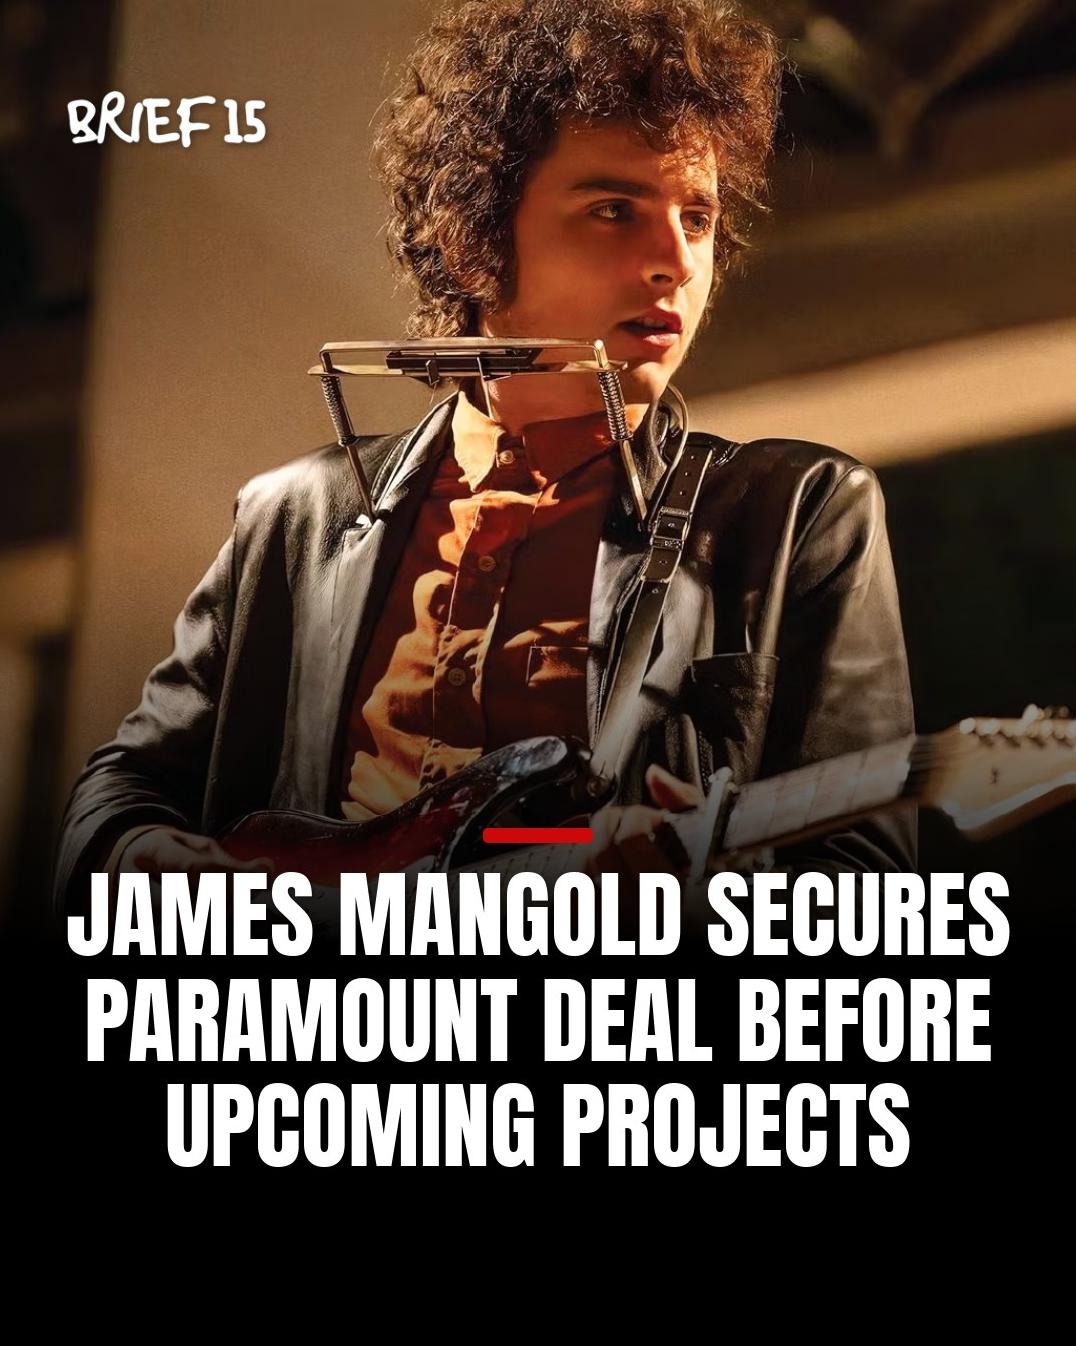 BRIEF 15
JAMES MANGOLD SECURES
PARAMOUNT DEAL BEFORE
UPCOMING PROJECTS